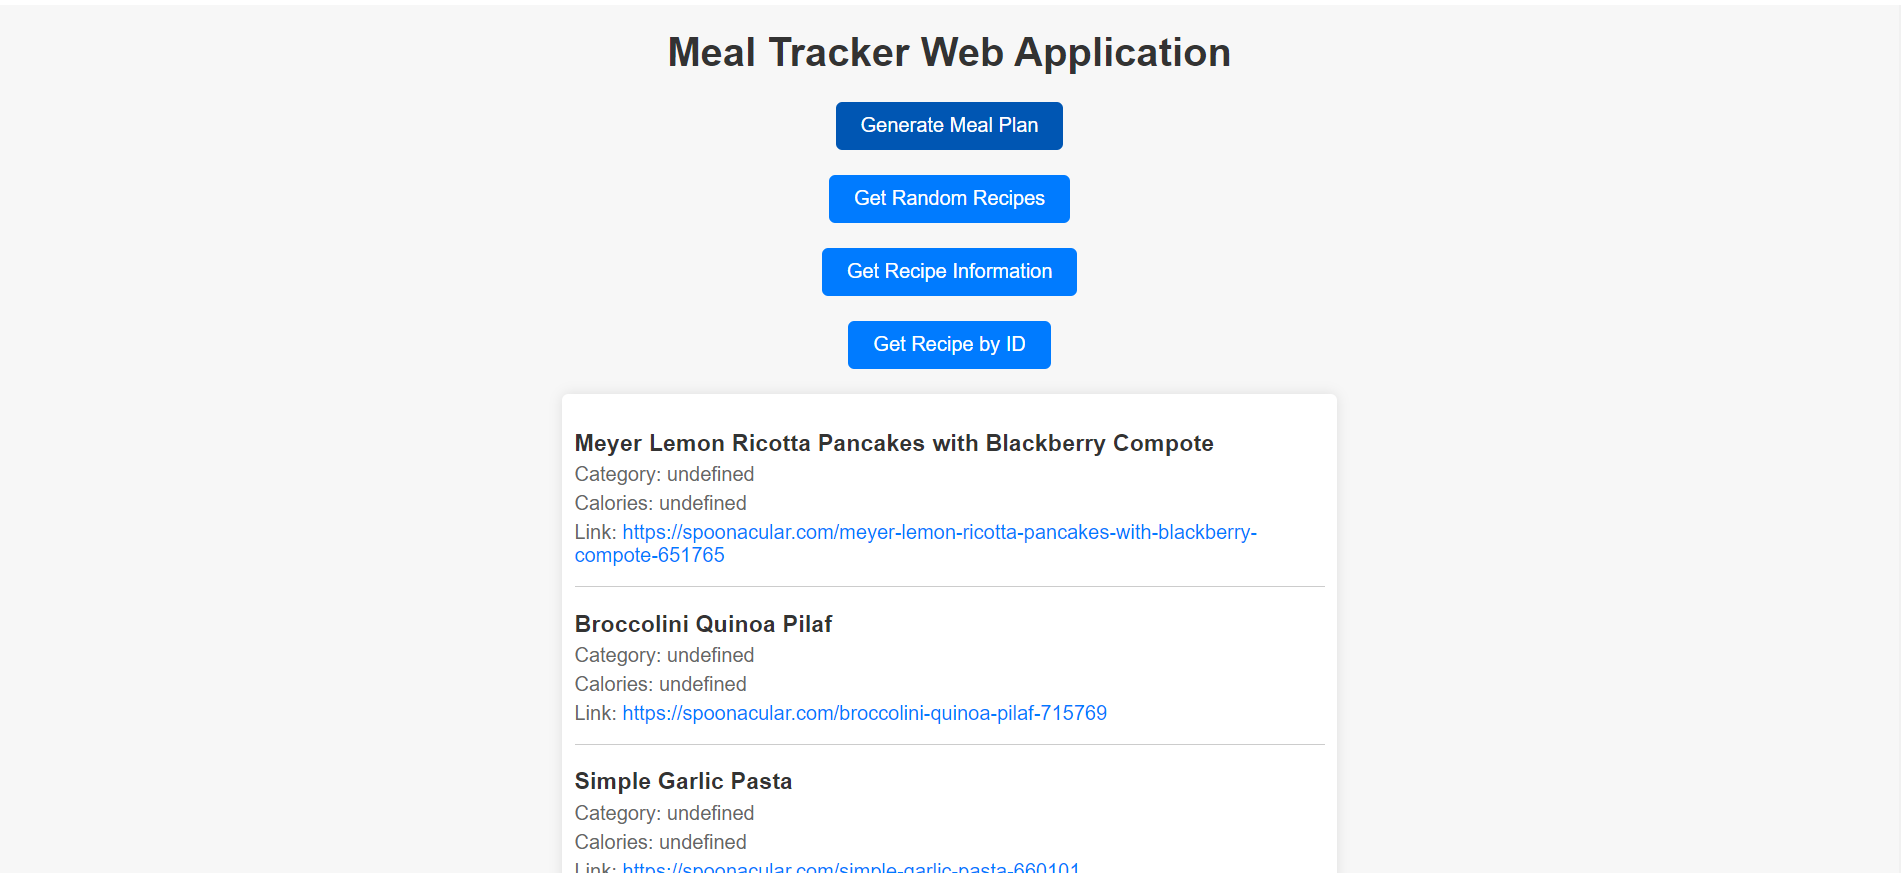 Meal Tracker Web Application
Generate Meal Plan
Get Random Recipes
Get Recipe Information
Get Recipe by ID
Meyer Lemon Ricotta Pancakes with Blackberry Compote
Category: undefined
Calories: undefined
Link: https://spoonacular.com/meyer-lemon-ricotta-pancakes-with-blackberry-
compote-651765
Broccolini Quinoa Pilaf
Category: undefined
Calories: undefined
Link: https://spoonacular.com/broccolini-quinoa-pilaf-715769
Simple Garlic Pasta
Category: undefined
Calories: undefined
Link: https://spoonacular.com/simple-garlic-pasta-660101